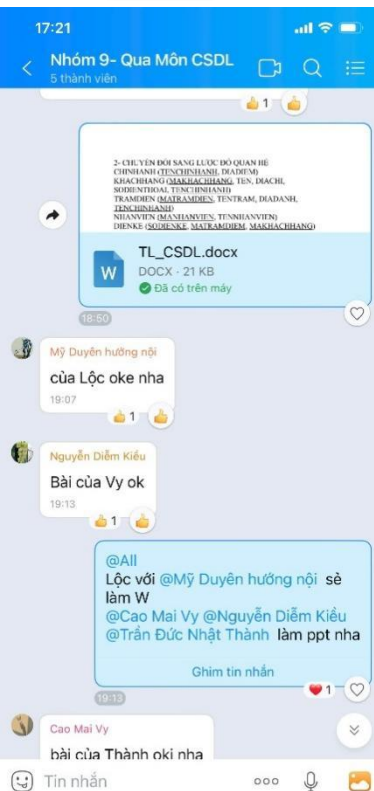 17:21
Nhóm 9- Qua Môn CSDL
5 thành viên
1
2- CHUYỂN ĐỔI SANG LƯỢC ĐỒ QUAN HỆ
CHINHANH (TENCHINHANH, DIADIEM)
KHACHHANG (MAKHACHHANG, TEN, DIACHI,
SODIENTHOAI, TENCHINHANH)
TRAMDIEN (MATRAMDIEN, TENTRAM, DIADANH,
TENCHINHANH)
NHANVIEN (MANHANVIEN, TENNHANVIEN)
DIENKE (SODIENKE, MATRAMDIEM, MAKHACHHANG)
W
TL_CSDL.docx
DOCX - 21 KB
Đã có trên máy
18:50
Mỹ Duyên hướng nội
của Lộc oke nha
19:07
1
Nguyễn Diễm Kiều
Bài của Vy ok
19:13
1
@All
Lộc với @Mỹ Duyên hướng nội sẻ
làm W
@Cao Mai Vy @Nguyễn Diễm Kiều
@Trần Đức Nhật Thành làm ppt nha
Ghim tin nhắn
1
19:13
Cao Mai Vy
bài của Thành oki nha
Tin nhắn